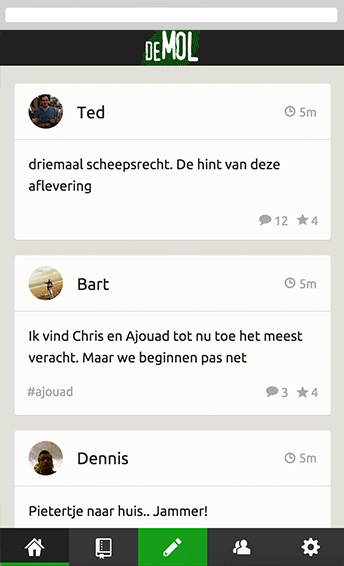 DE MOL
Ted
5m
driemaal scheepsrecht. De hint van deze
aflevering
12 4
Bart
5m
Ik vind Chris en Ajouad tot nu toe het meest
veracht. Maar we beginnen pas net
#ajouad
3 4
Dennis
5m
Pietertje naar huis.. Jammer!